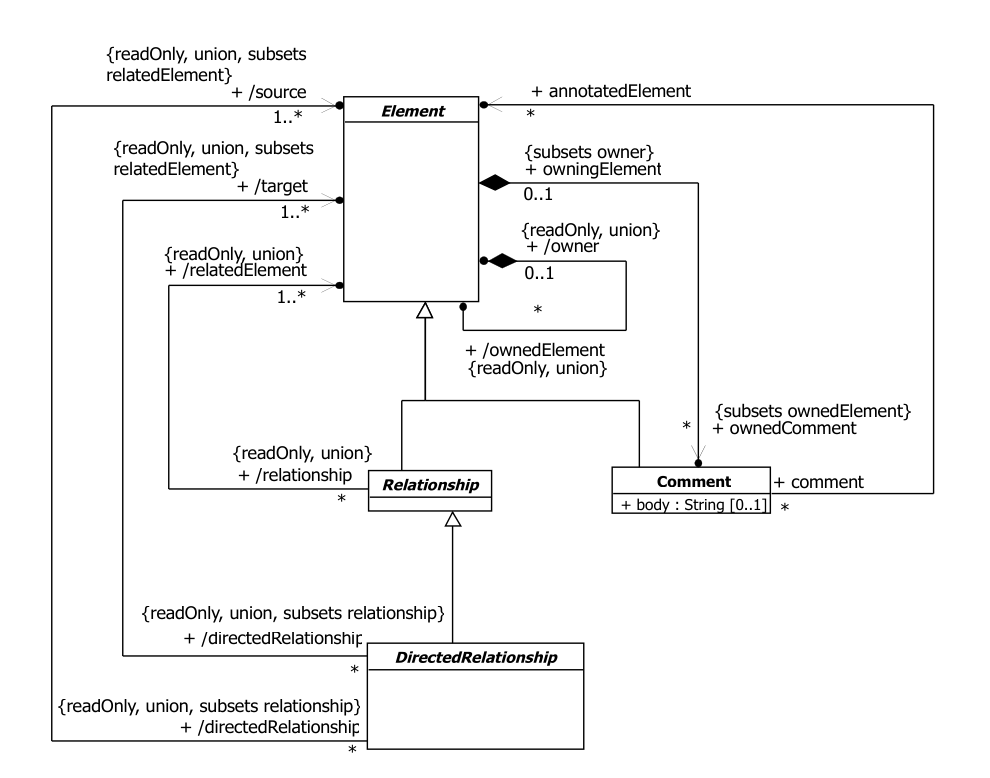 {readOnly, union, subsets
relatedElement}
+ /source
1..*
Element
+ annotatedElement
*
{readOnly, union, subsets
relatedElement}
+ /target
1..*
{subsets owner}
+ owningElement
0..1
{readOnly, union}
+ /relatedElement
1..*
{readOnly, union}
+ /owner
0..1
*
+ /ownedElement
{readOnly, union}
{subsets ownedElement}
+ ownedComment
*
{readOnly, union}
+ /relationship
*
Relationship
Comment
+ body : String [0..1]
+ comment
*
{readOnly, union, subsets relationship}
+ /directedRelationship
*
DirectedRelationship
{readOnly, union, subsets relationship}
+ /directedRelationship
*